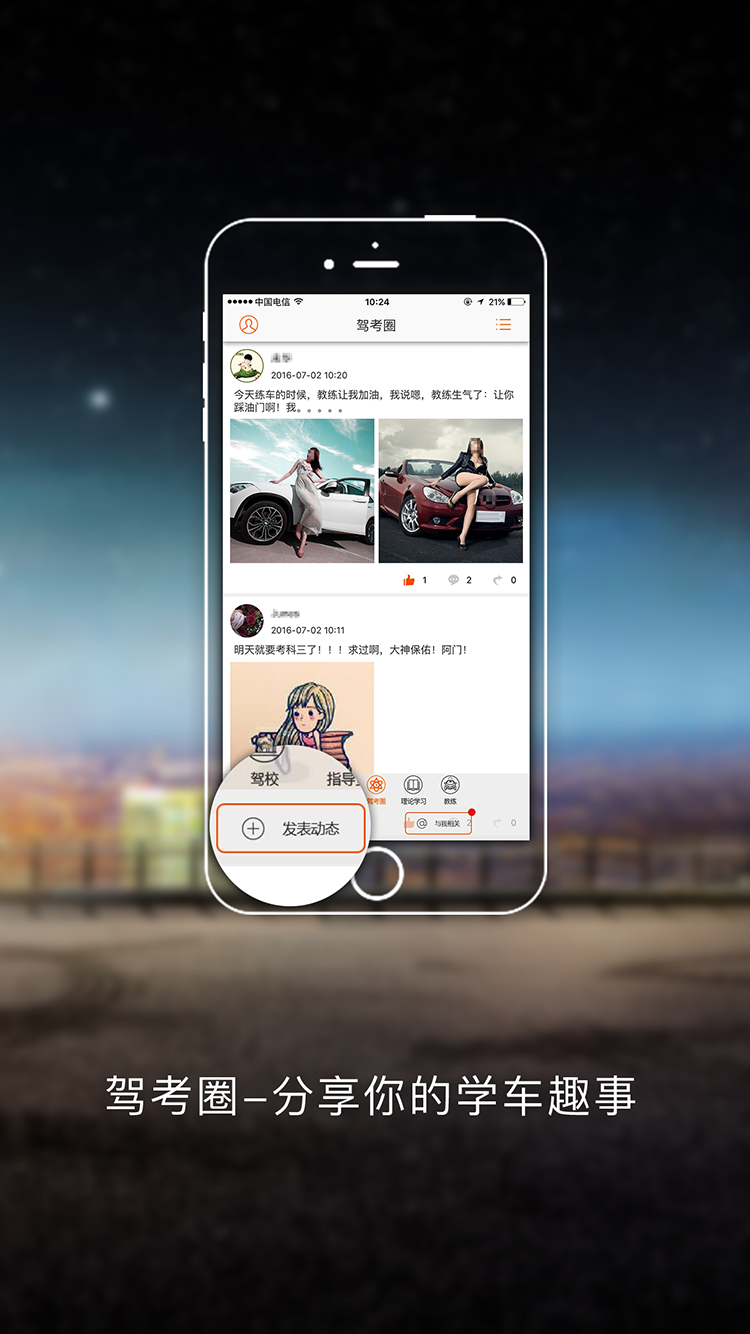 中国电信 10:24 21%
驾考圈
2016-07-02 10:20
今天练车的时候，教练让我加油，我说嗯，教练生气了：让你
踩油门啊！我。。。。。
1 2 0
2016-07-02 10:11
明天就要考科三了！！！求过啊，大神保佑！阿门！
驾校 指导 驾考圈 理论学习 教练
发表动态 @ 与我相关 2 0
驾考圈–分享你的学车趣事